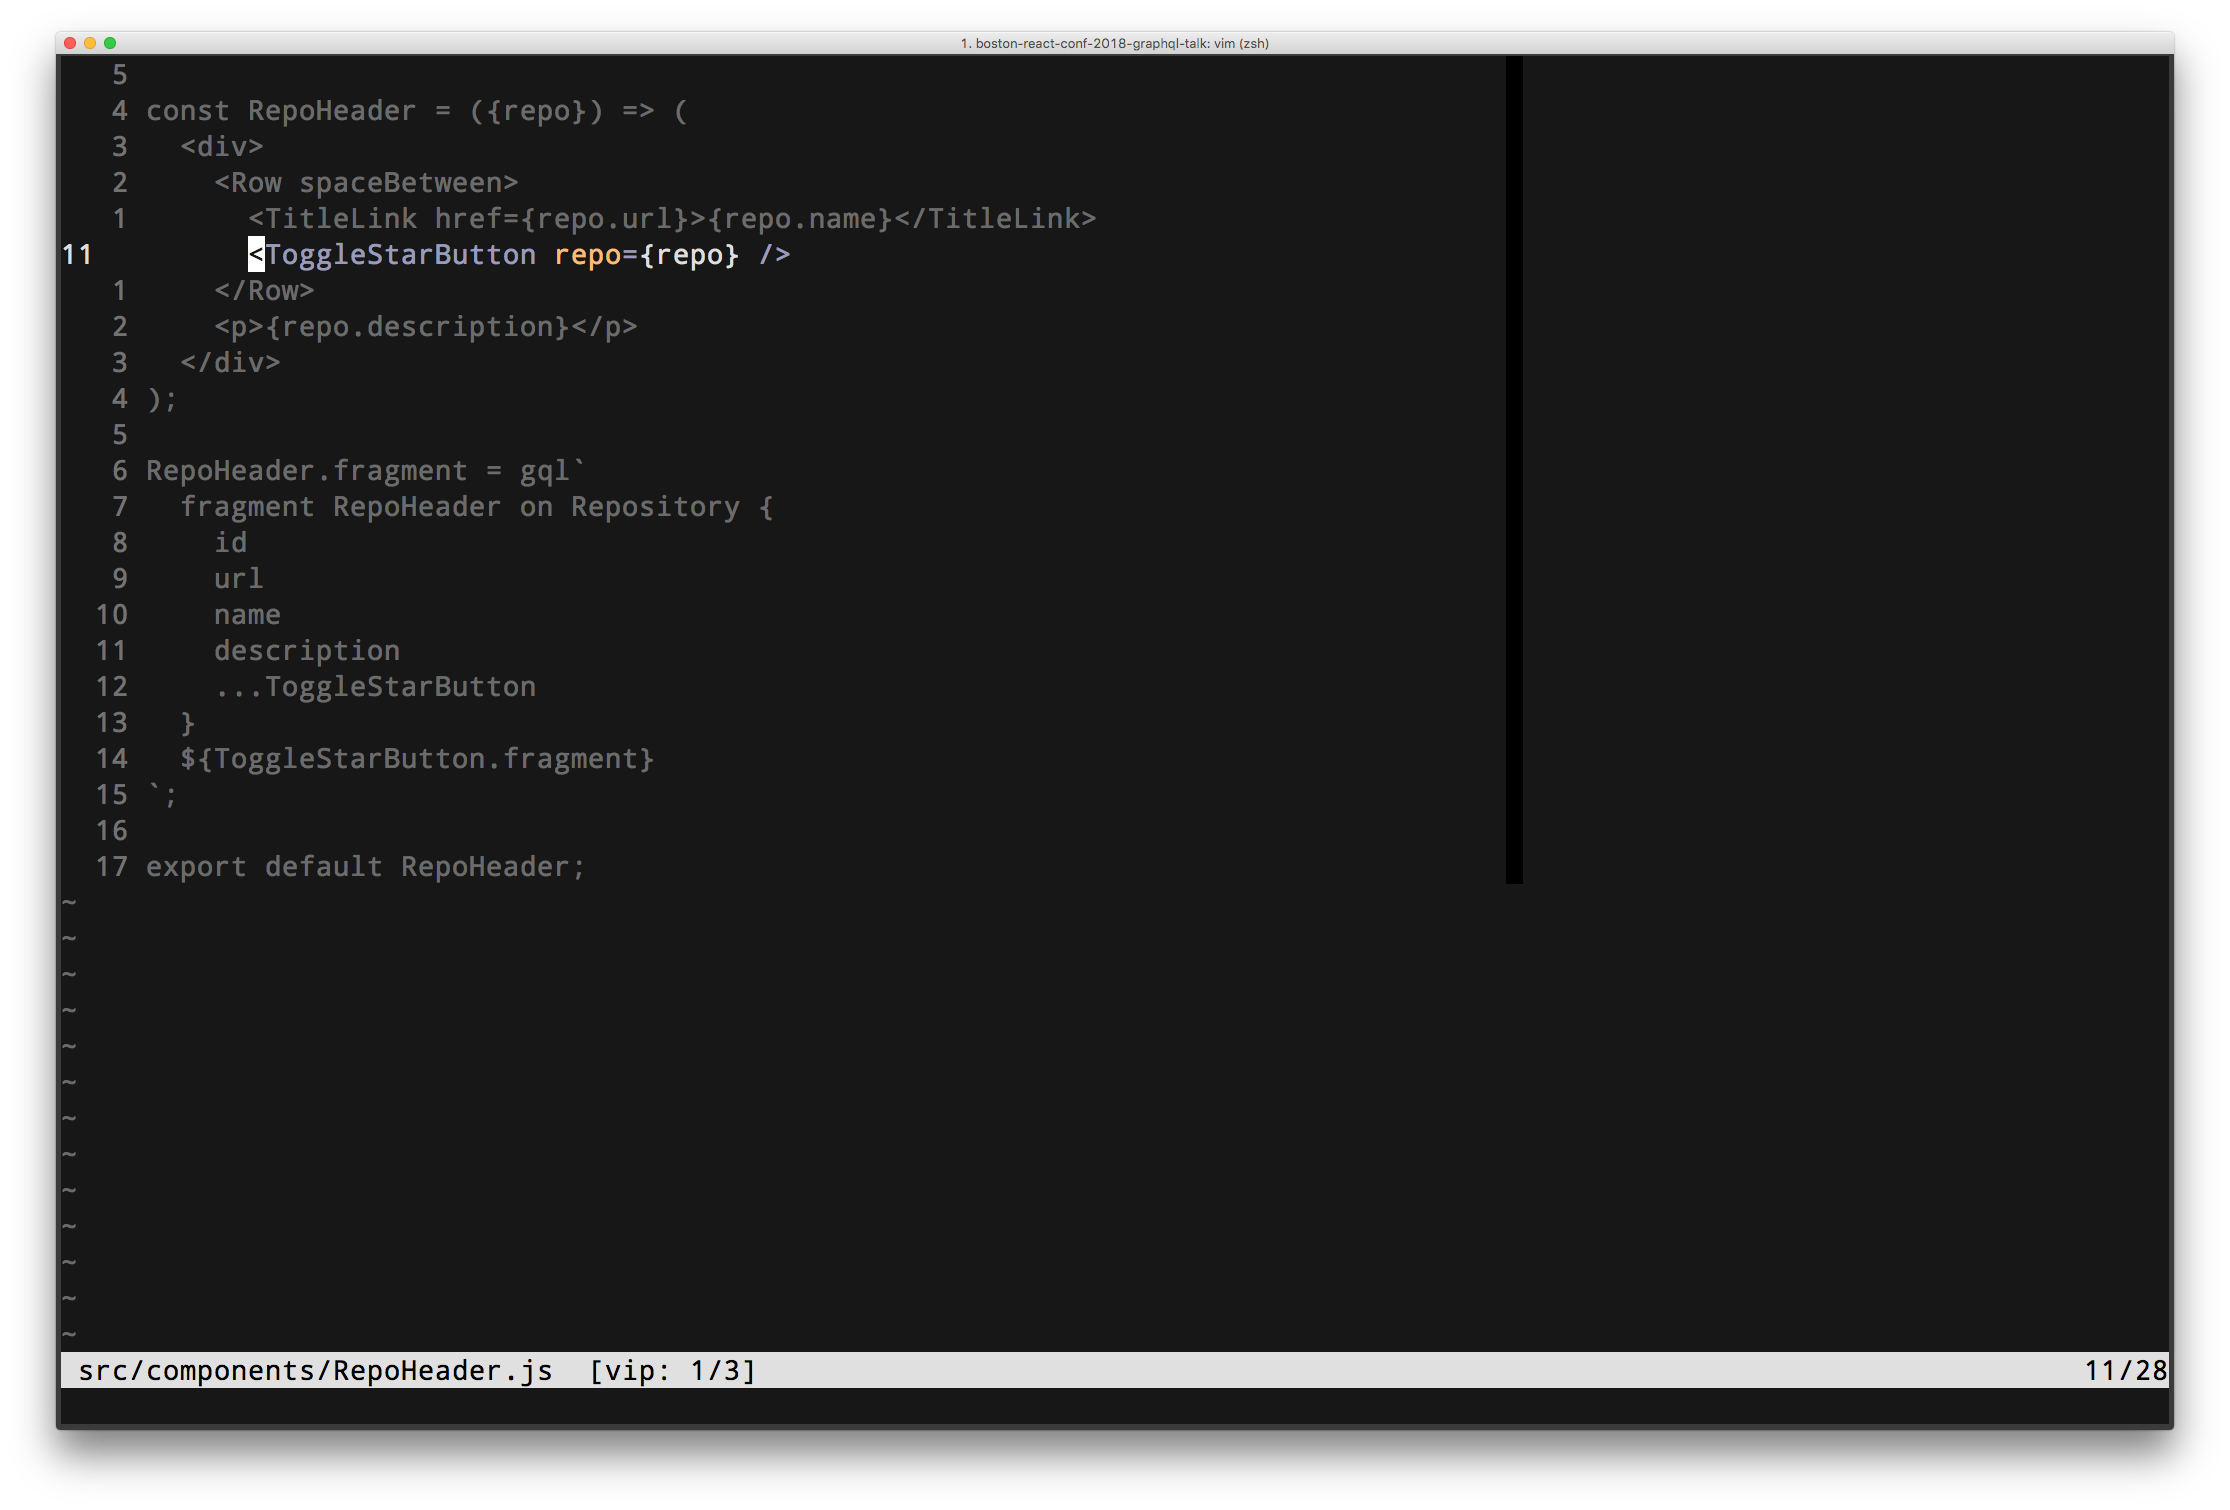 1. boston-react-conf-2018-graphql-talk: vim (zsh)
5
4 const RepoHeader = ({repo}) => (
3   <div>
2     <Row spaceBetween>
1       <TitleLink href={repo.url}>{repo.name}</TitleLink>
11       <ToggleStarButton repo={repo} />
1     </Row>
2     <p>{repo.description}</p>
3   </div>
4 );
5
6 RepoHeader.fragment = gql`
7   fragment RepoHeader on Repository {
8     id
9     url
10     name
11     description
12     ...ToggleStarButton
13   }
14   ${ToggleStarButton.fragment}
15 `;
16
17 export default RepoHeader;
~
~
~
~
~
~
~
~
~
~
~
~
~
src/components/RepoHeader.js  [vip: 1/3] 11/28